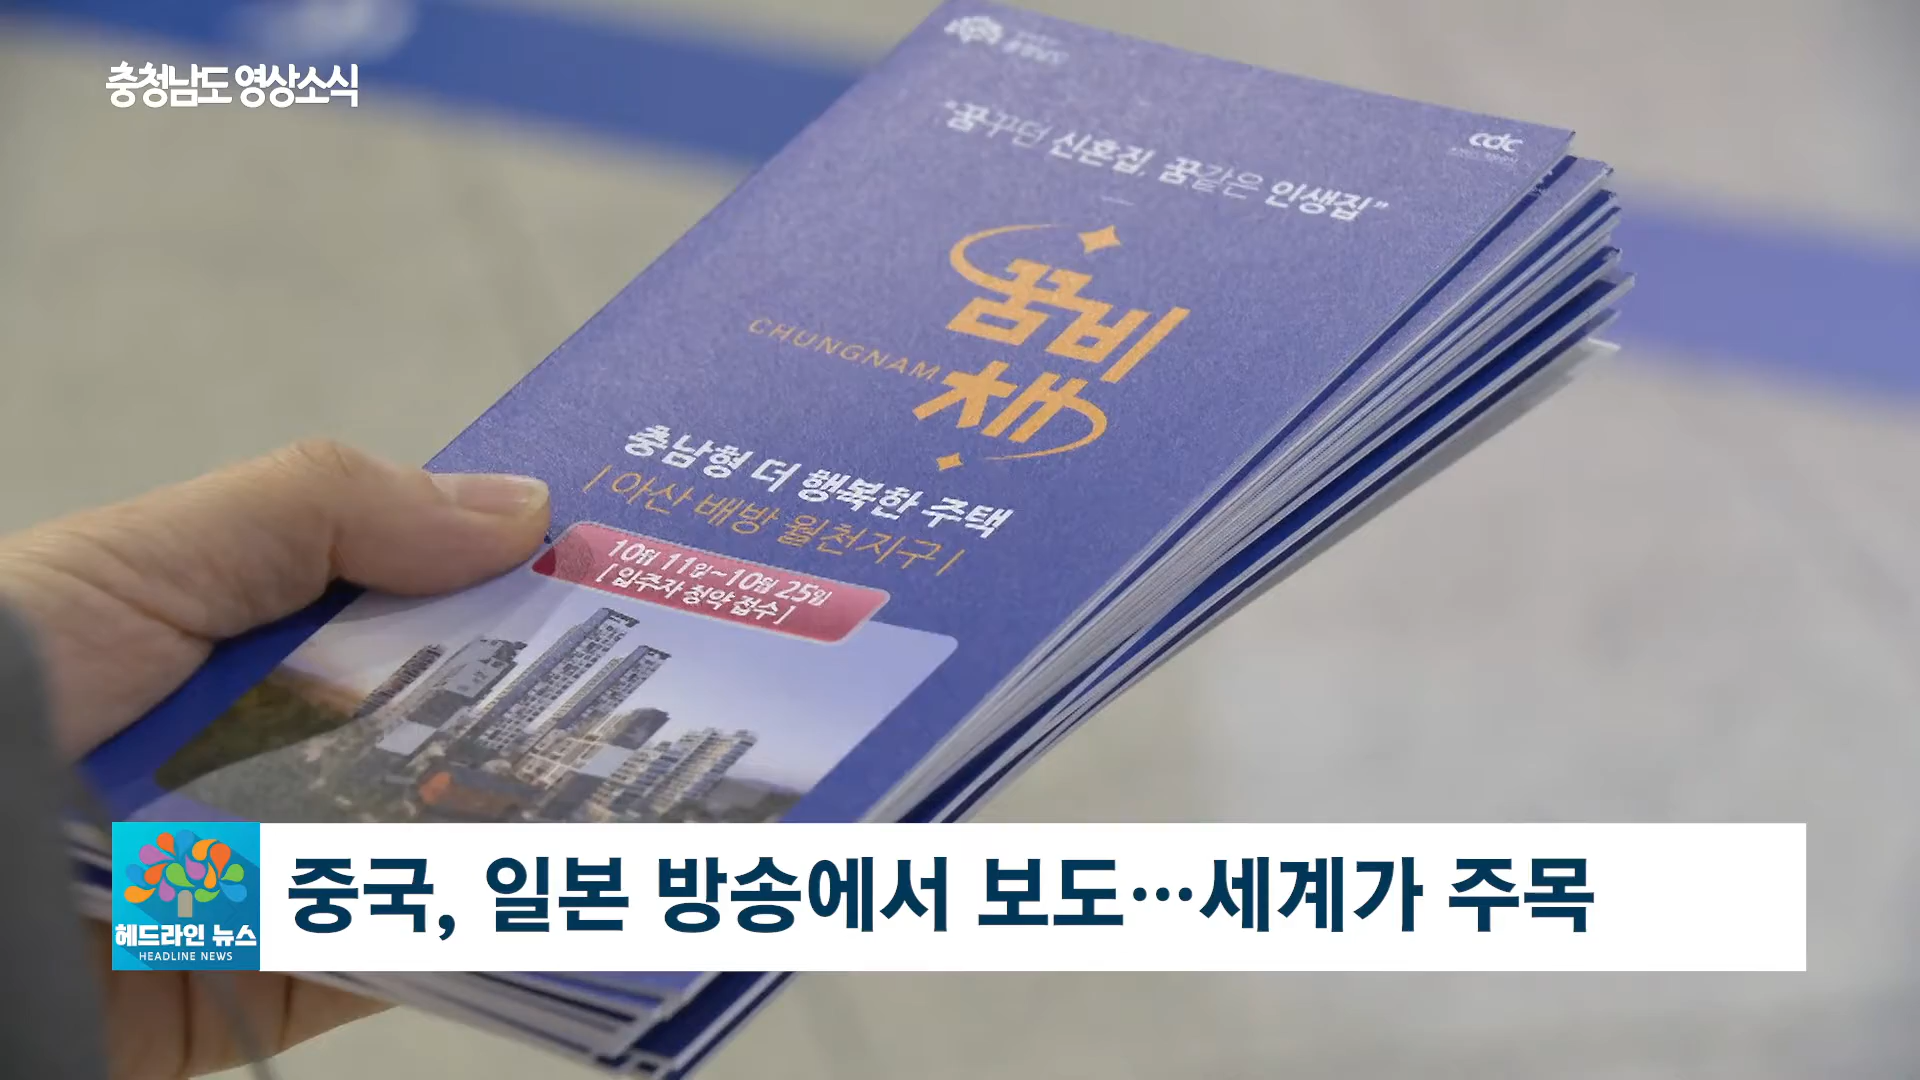 충청남도 영상소식
cdc
"꿈꾸던 신혼집, 꿈같은 인생집"
꿈비
CHUNGNAM
채
충남형 더 행복한 주택
| 아산 배방 월천지구 |
10월 11일~10월 25일
| 입주자 청약 접수 |
중국, 일본 방송에서 보도…세계가 주목
헤드라인 뉴스
HEADLINE NEWS